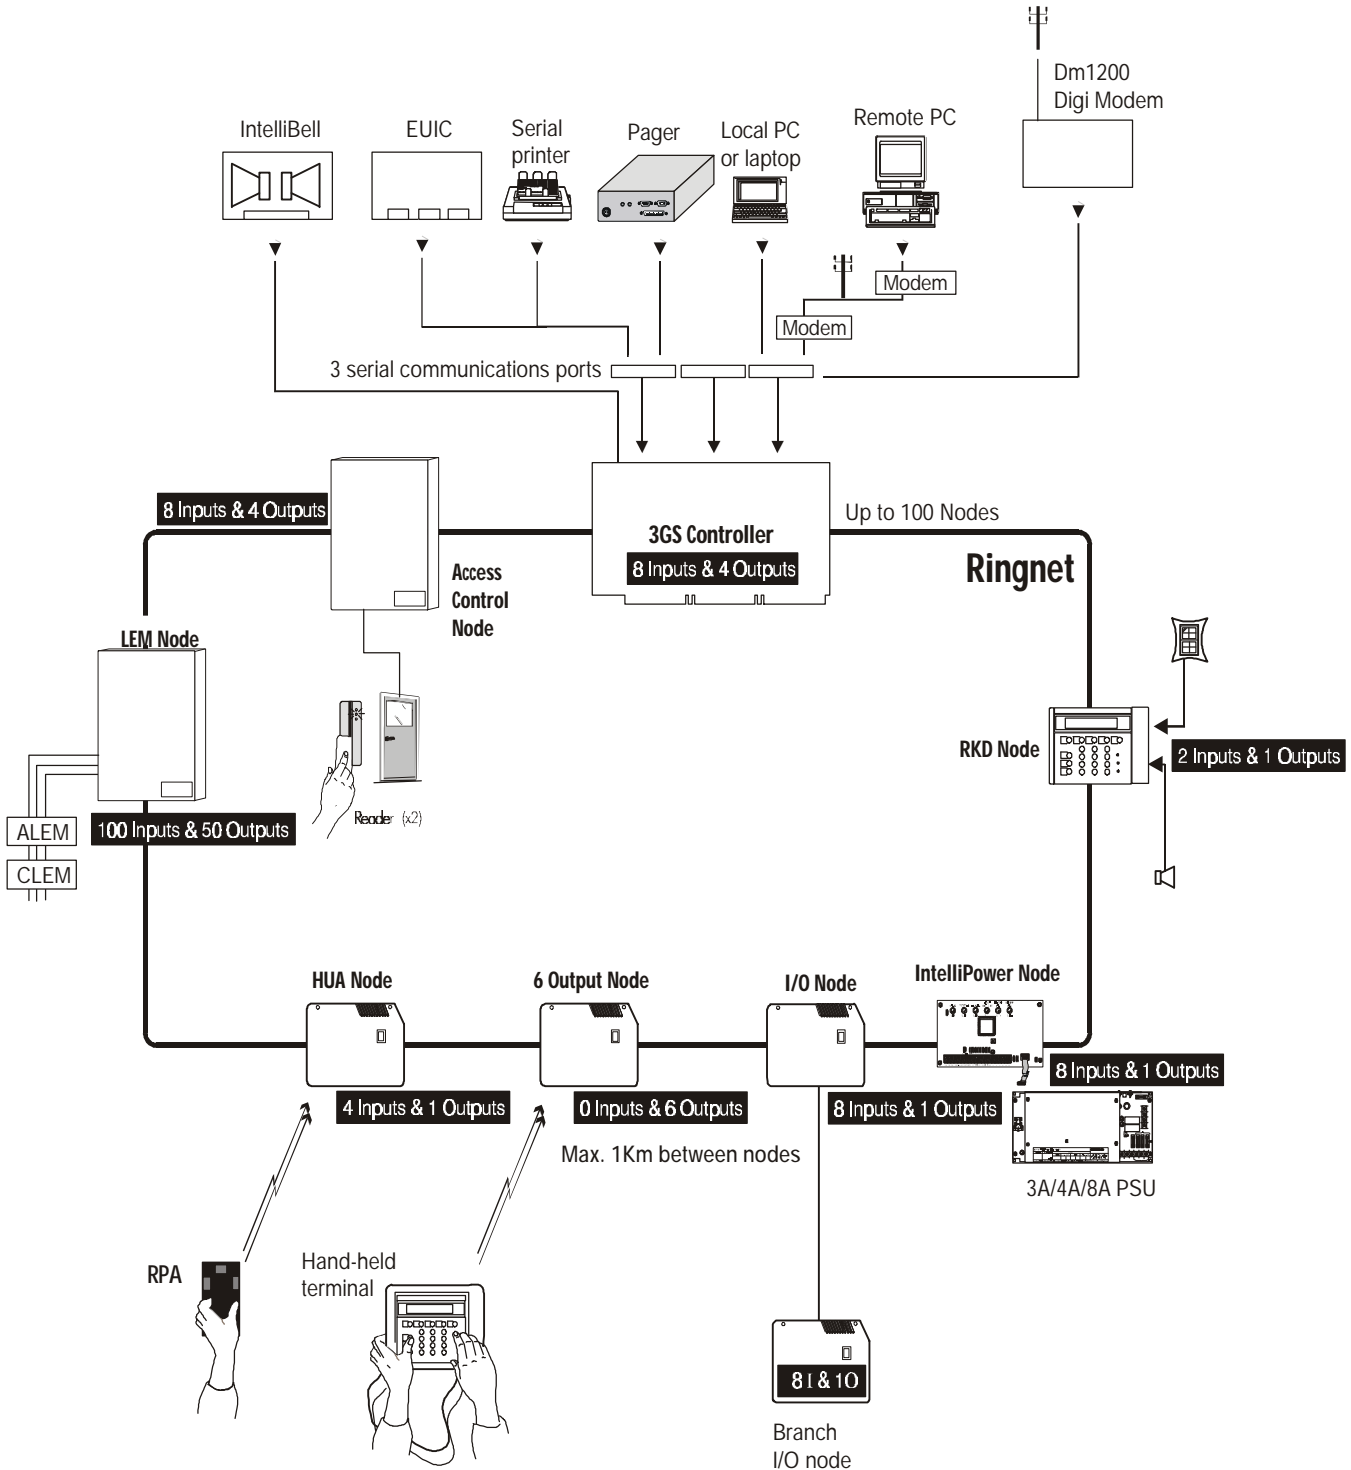 Dm1200
Digi Modem
IntelliBell
EUIC
Serial
printer
Pager
Local PC
or laptop
Remote PC
Modem
Modem
3 serial communications ports
8 Inputs & 4 Outputs
3GS Controller
8 Inputs & 4 Outputs
Up to 100 Nodes
Ringnet
Access
Control
Node
LEM Node
RKD Node
2 Inputs & 1 Outputs
Reader (x2)
ALEM
100 Inputs & 50 Outputs
CLEM
HUA Node
6 Output Node
I/O Node
IntelliPower Node
8 Inputs & 1 Outputs
4 Inputs & 1 Outputs
0 Inputs & 6 Outputs
8 Inputs & 1 Outputs
Max. 1Km between nodes
3A/4A/8A PSU
RPA
Hand-held
terminal
8 I & 1O
Branch
I/O node